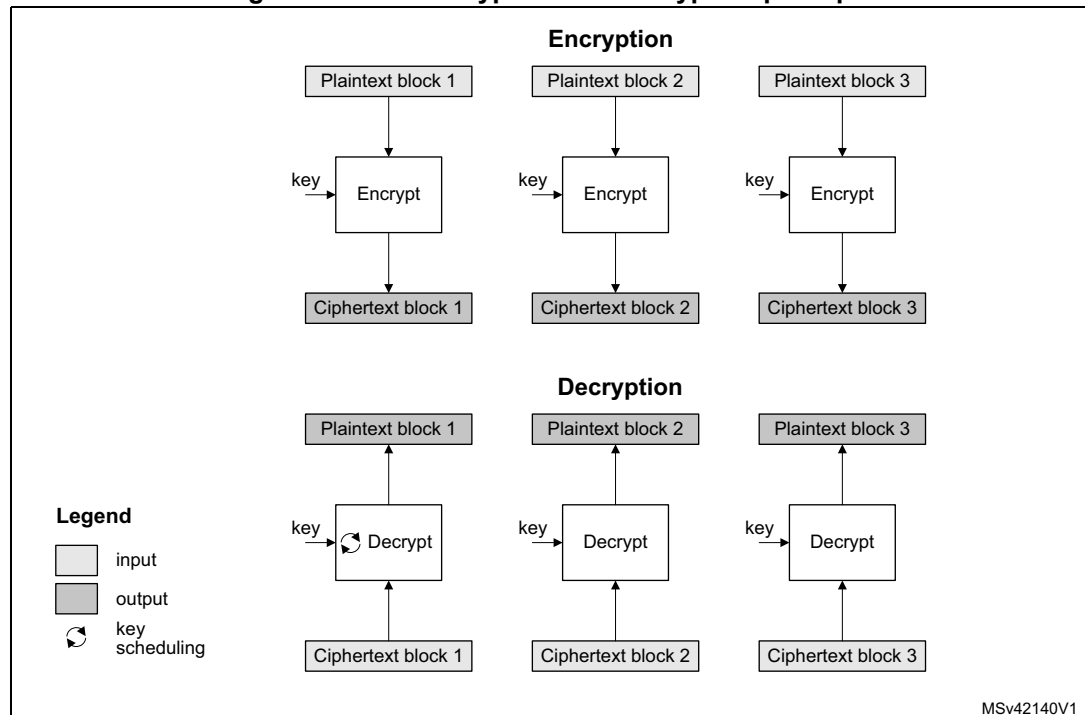 Encryption
Plaintext block 1
Plaintext block 2
Plaintext block 3
key
Encrypt
key
Encrypt
key
Encrypt
Ciphertext block 1
Ciphertext block 2
Ciphertext block 3
Decryption
Plaintext block 1
Plaintext block 2
Plaintext block 3
Legend
input
output
key
scheduling
key
Decrypt
key
Decrypt
key
Decrypt
Ciphertext block 1
Ciphertext block 2
Ciphertext block 3
MSv42140V1